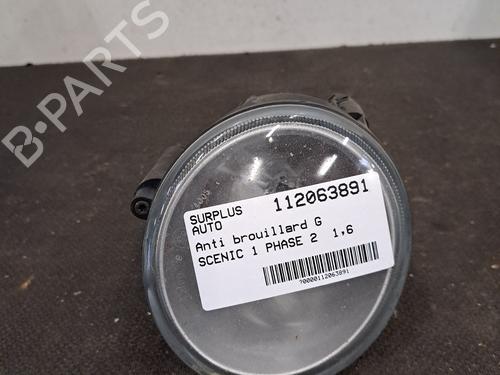 B-PARTS
SURPLUS AUTO 112063891
Anti brouillard G
SCENIC 1 PHASE 2 1,6
70000112063891